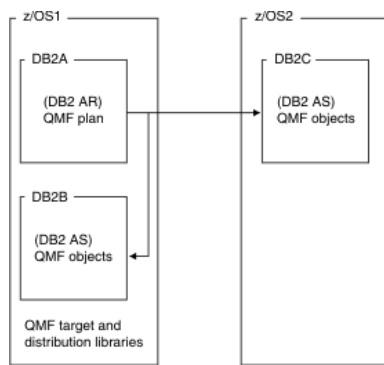 z/OS1
DB2A
(DB2 AR)
QMF plan
DB2B
(DB2 AS)
QMF objects
QMF target and
distribution libraries
z/OS2
DB2C
(DB2 AS)
QMF objects